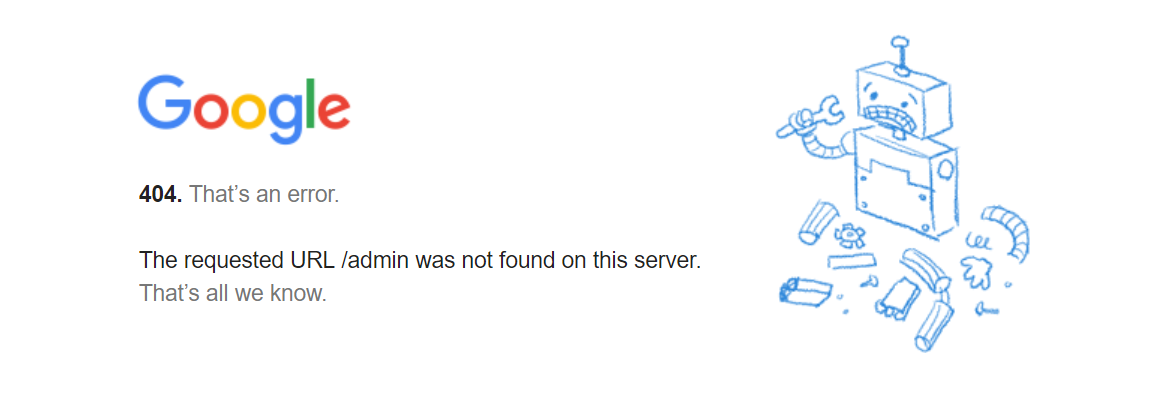 Google
404. That’s an error.
The requested URL /admin was not found on this server.
That’s all we know.